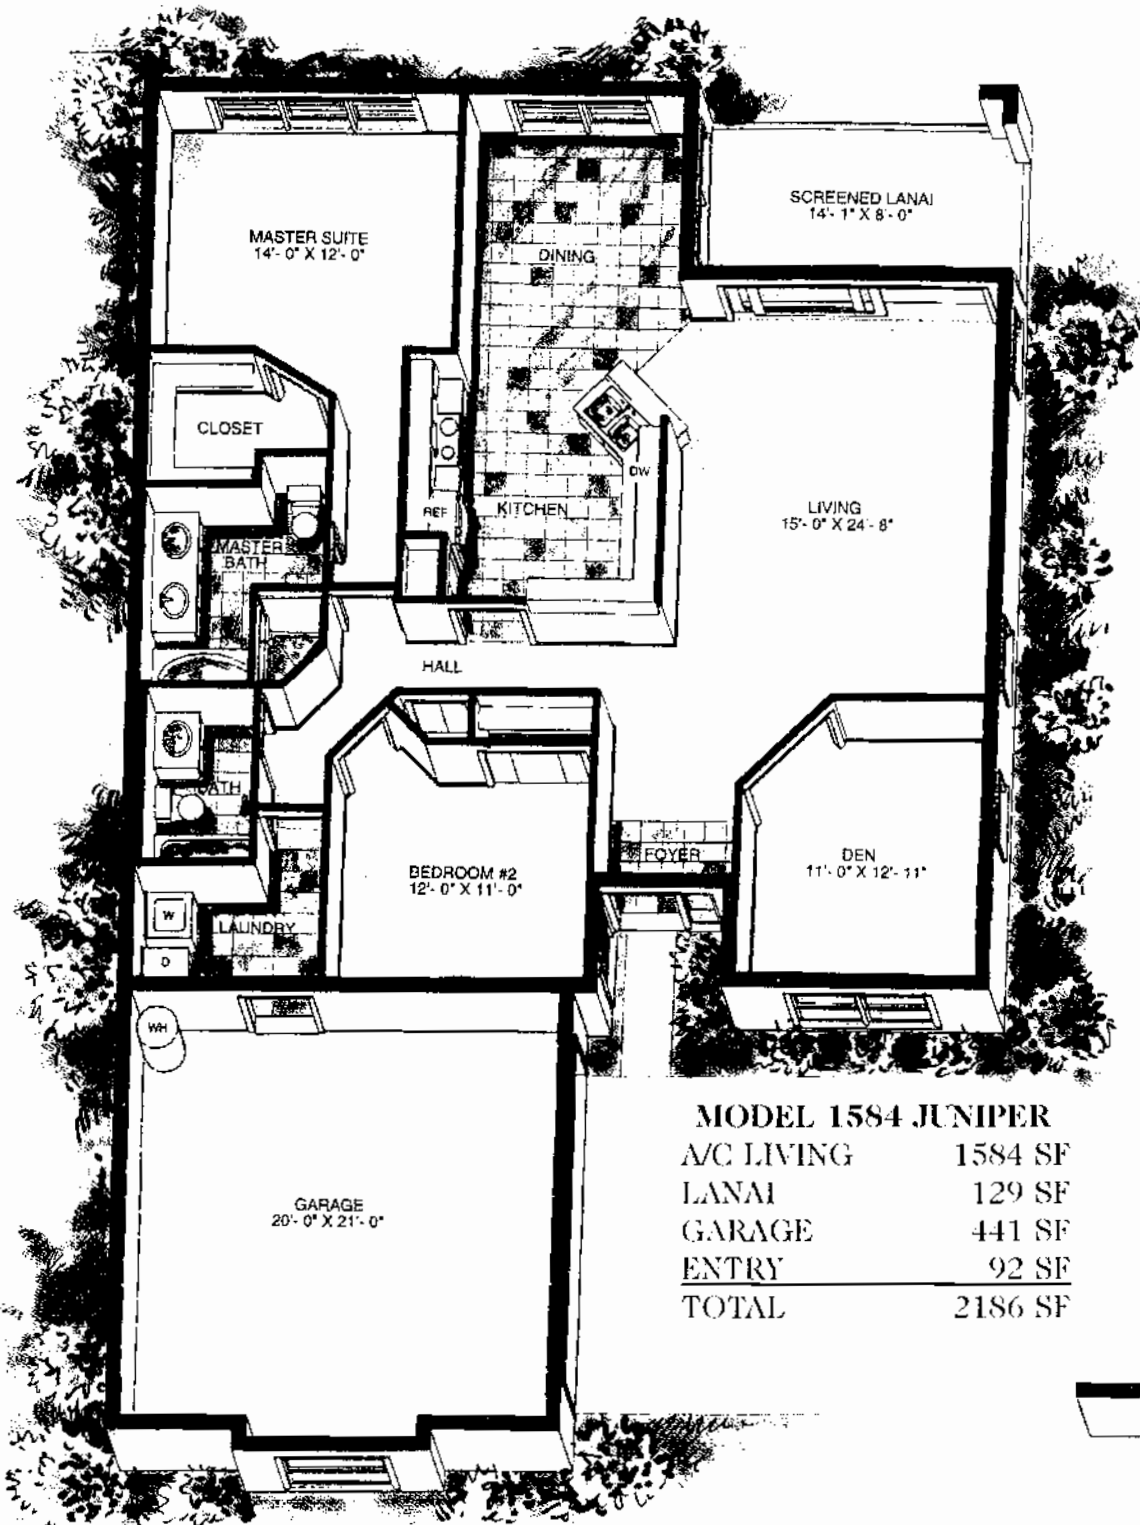 SCREENED LANAI
14'- 1" X 8'- 0"
MASTER SUITE
14'- 0" X 12'- 0"
DINING
CLOSET
DW
REF
KITCHEN
LIVING
15'- 0" X 24'- 8"
MASTER
BATH
HALL
BATH
FOYER
DEN
11'- 0" X 12'- 11"
BEDROOM #2
12'- 0" X 11'- 0"
W
LAUNDRY
D
WH
GARAGE
20'- 0" X 21'- 0"
MODEL 1584 JUNIPER
A/C LIVING 1584 SF
LANAI 129 SF
GARAGE 441 SF
ENTRY 92 SF
TOTAL 2186 SF